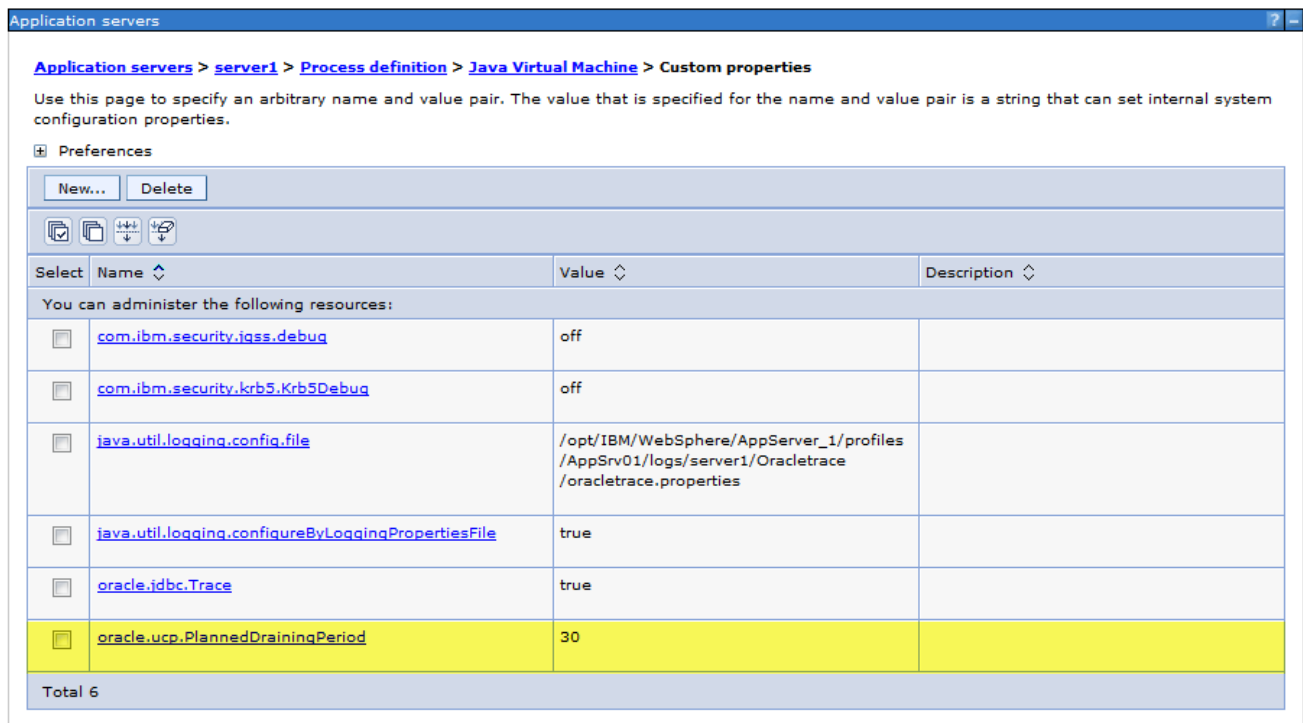 Application servers ? –
Application servers > server1 > Process definition > Java Virtual Machine > Custom properties
Use this page to specify an arbitrary name and value pair. The value that is specified for the name and value pair is a string that can set internal system
configuration properties.
Preferences
New... Delete
Select Name Value Description
You can administer the following resources:
com.ibm.security.jgss.debug off
com.ibm.security.krb5.Krb5Debug off
java.util.logging.config.file /opt/IBM/WebSphere/AppServer_1/profiles
/AppSrv01/logs/server1/Oracletrace
/oracletrace.properties
java.util.logging.configureByLoggingPropertiesFile true
oracle.jdbc.Trace true
oracle.ucp.PlannedDrainingPeriod 30
Total 6